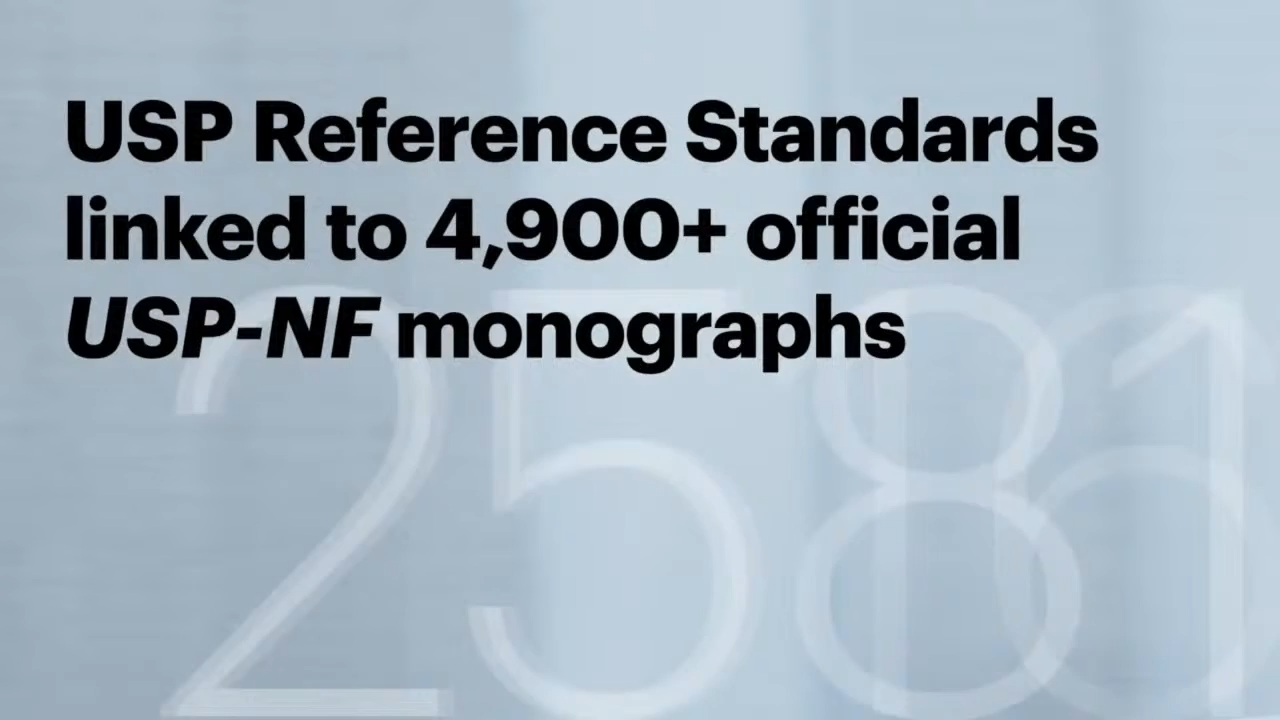 USP Reference Standards
linked to 4,900+ official
USP-NF monographs